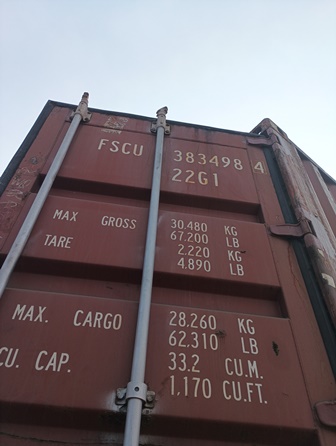 FSCU 383498 4
22G1
MAX GROSS 30.480 KG
67.200 LB
TARE 2.220 KG
4.890 LB
MAX. CARGO 28.260 KG
62.310 LB
CU. CAP. 33.2 CU.M.
1,170 CU.FT.